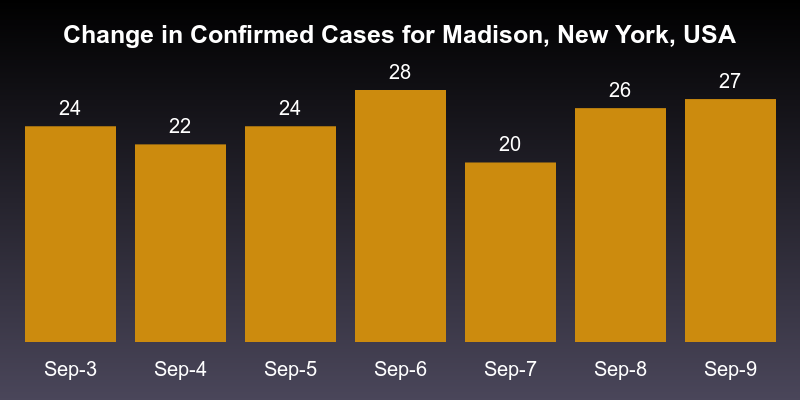 Change in Confirmed Cases for Madison, New York, USA
24
22
24
28
20
26
27
Sep-3
Sep-4
Sep-5
Sep-6
Sep-7
Sep-8
Sep-9